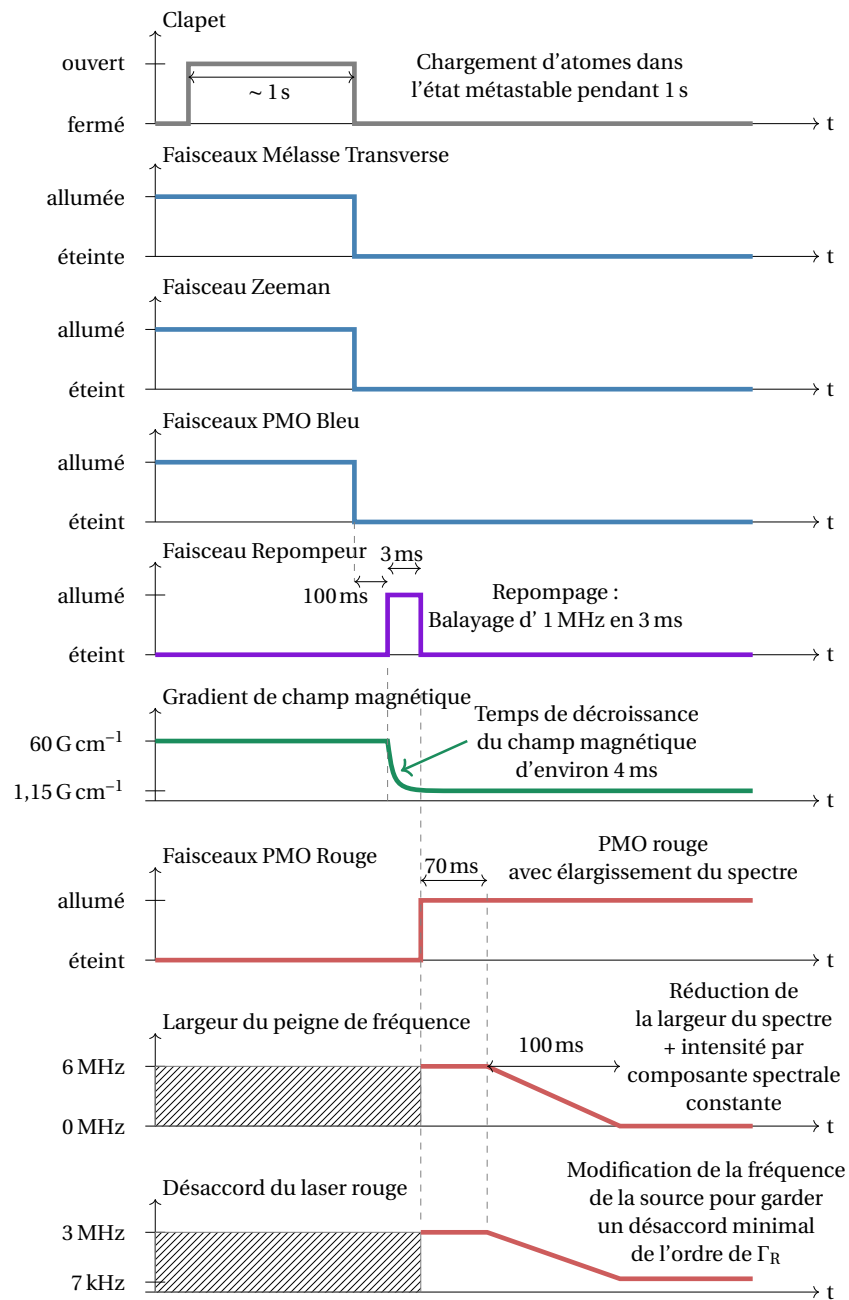 Clapet
ouvert
fermé
~ 1 s
Chargement d'atomes dans
l'état métastable pendant 1 s
t
Faisceaux Mélasse Transverse
allumée
éteinte
t
Faisceau Zeeman
allumé
éteint
t
Faisceaux PMO Bleu
allumé
éteint
t
Faisceau Repompeur
3 ms
100 ms
allumé
éteint
Repompage :
Balayage d' 1 MHz en 3 ms
t
Gradient de champ magnétique
60 G cm⁻¹
1,15 G cm⁻¹
Temps de décroissance
du champ magnétique
d'environ 4 ms
t
Faisceaux PMO Rouge
70 ms
PMO rouge
avec élargissement du spectre
allumé
éteint
t
Largeur du peigne de fréquence
6 MHz
0 MHz
100 ms
Réduction de
la largeur du spectre
+ intensité par
composante spectrale
constante
t
Désaccord du laser rouge
3 MHz
7 kHz
Modification de la fréquence
de la source pour garder
un désaccord minimal
de l'ordre de Γ_R
t